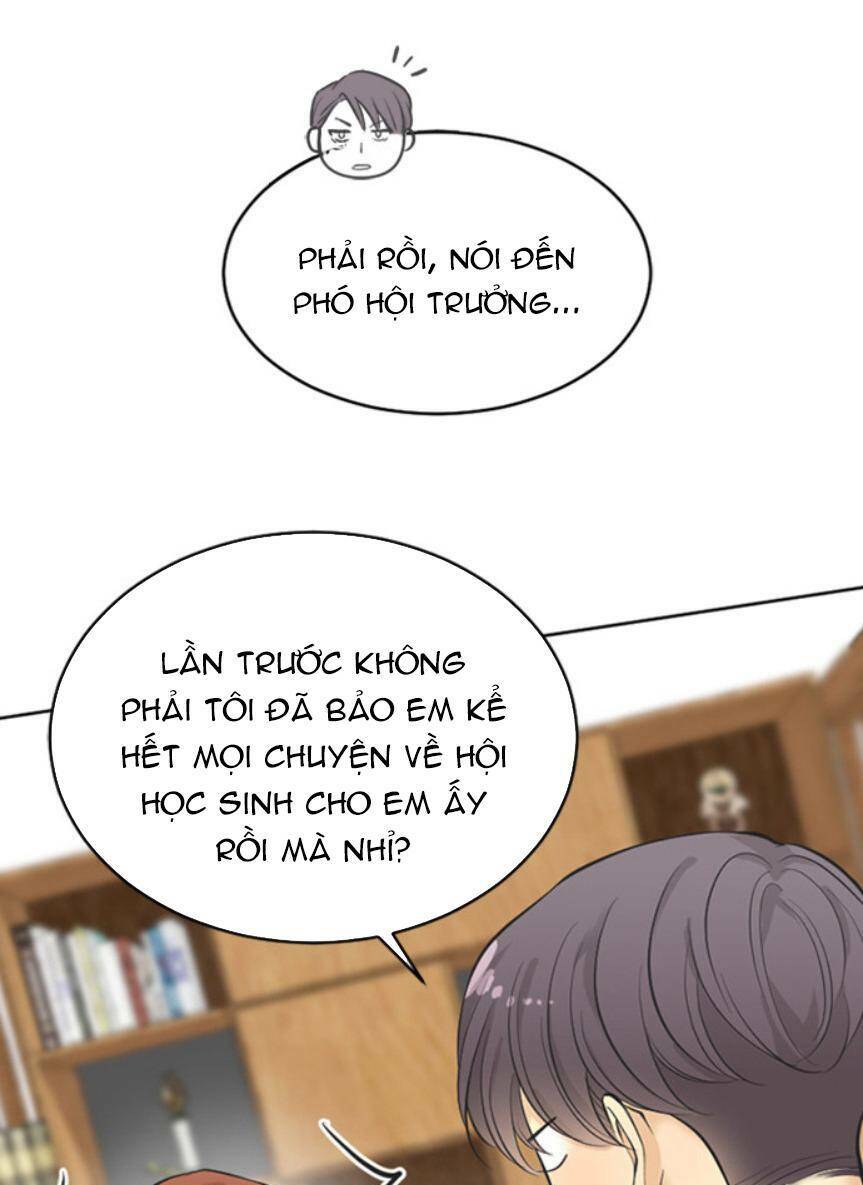 PHẢI RỒI, NÓI ĐẾN
PHÓ HỘI TRƯỞNG...
LẦN TRƯỚC KHÔNG
PHẢI TÔI ĐÃ BẢO EM KỂ
HẾT MỌI CHUYỆN VỀ HỘI
HỌC SINH CHO EM ẤY
RỒI MÀ NHỈ?